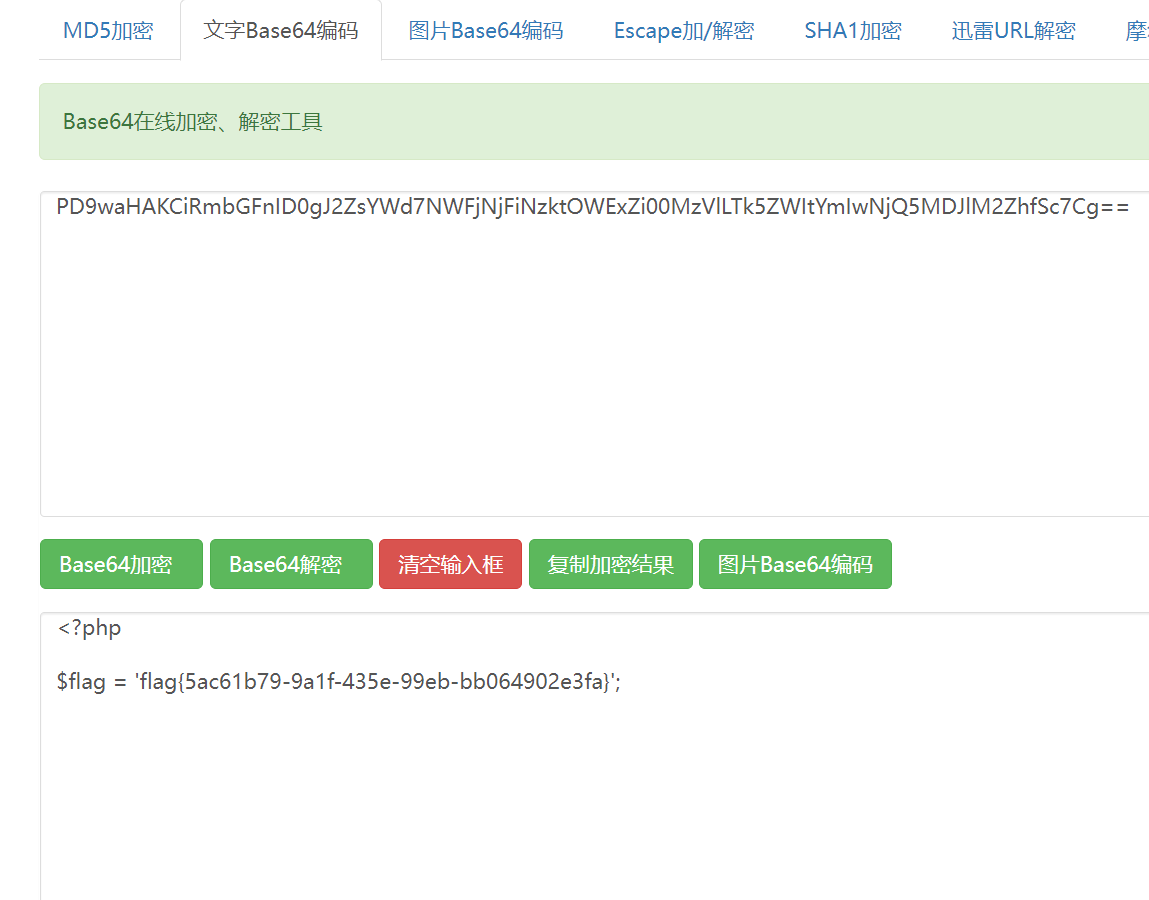 MD5加密 文字Base64编码 图片Base64编码 Escape加/解密 SHA1加密 迅雷URL解密 摩
Base64在线加密、解密工具
PD9waHAKCiRmbGFnID0gJ2ZsYWd7NWFjNjFiNzktOWExZi00MzVlLTk5ZWItYmIwNjQ5MDJlM2ZhfSc7Cg==
Base64加密 Base64解密 清空输入框 复制加密结果 图片Base64编码
<?php
$flag = 'flag{5ac61b79-9a1f-435e-99eb-bb064902e3fa}';